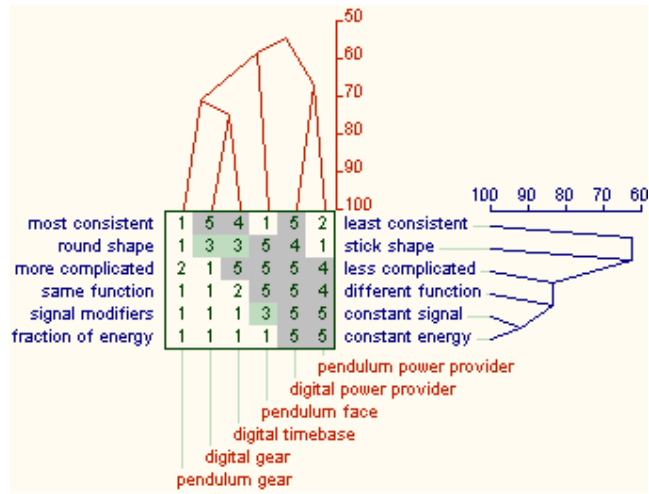 50
60
70
80
90
100
100 90 80 70 60
most consistent 1 5 4 1 5 2 least consistent
round shape 1 3 3 5 4 1 stick shape
more complicated 2 1 5 5 5 4 less complicated
same function 1 1 2 5 5 4 different function
signal modifiers 1 1 1 3 5 5 constant signal
fraction of energy 1 1 1 1 5 5 constant energy
pendulum power provider
digital power provider
pendulum face
digital timebase
digital gear
pendulum gear